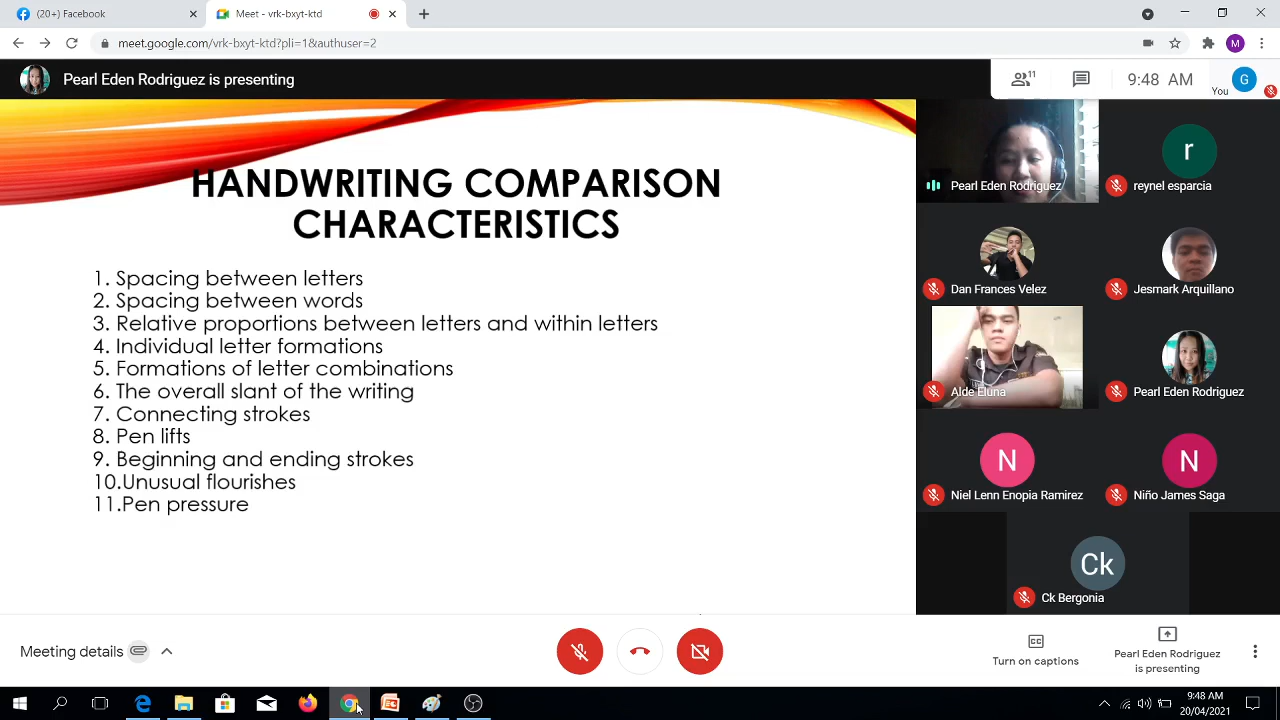 (20+) Facebook
Meet - vrk-bxyt-ktd
meet.google.com/vrk-bxyt-ktd?pli=1&authuser=2
M
Pearl Eden Rodriguez is presenting
11
9:48 AM
You
G
HANDWRITING COMPARISON
CHARACTERISTICS
1. Spacing between letters
2. Spacing between words
3. Relative proportions between letters and within letters
4. Individual letter formations
5. Formations of letter combinations
6. The overall slant of the writing
7. Connecting strokes
8. Pen lifts
9. Beginning and ending strokes
10.Unusual flourishes
11.Pen pressure
Pearl Eden Rodriguez
r
reynel esparcia
Dan Frances Velez
Jesmark Arquillano
Alde Eluna
Pearl Eden Rodriguez
N
Niel Lenn Enopia Ramirez
N
Niño James Saga
Ck
Ck Bergonia
Meeting details
CC
Turn on captions
Pearl Eden Rodriguez
is presenting
9:48 AM
20/04/2021